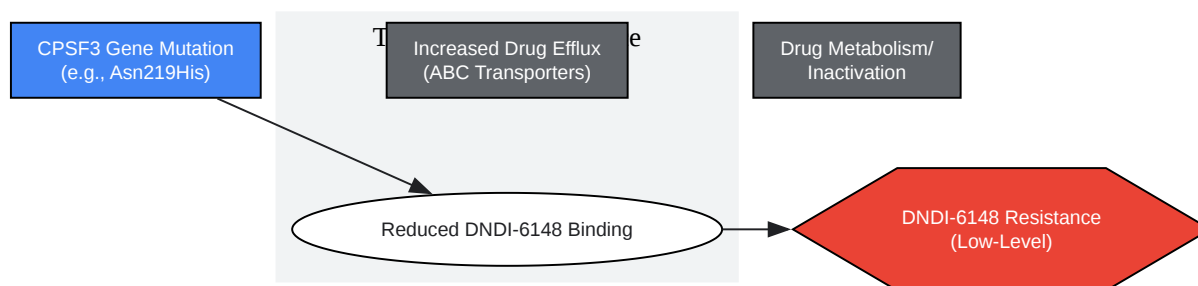 CPSF3 Gene Mutation
(e.g., Asn219His)
Increased Drug Efflux
(ABC Transporters)
Drug Metabolism/
Inactivation
Reduced DNDI-6148 Binding
DNDI-6148 Resistance
(Low-Level)